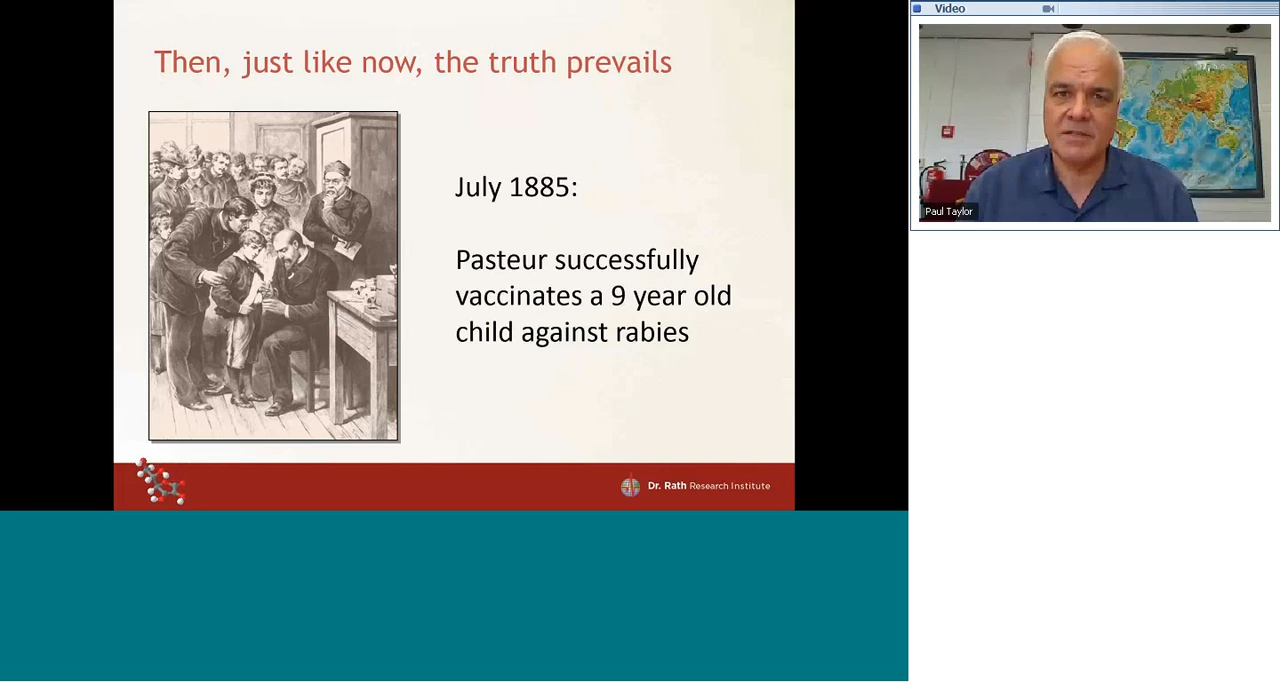 Then, just like now, the truth prevails
July 1885:
Pasteur successfully
vaccinates a 9 year old
child against rabies
Dr. Rath Research Institute
Video
Paul Taylor